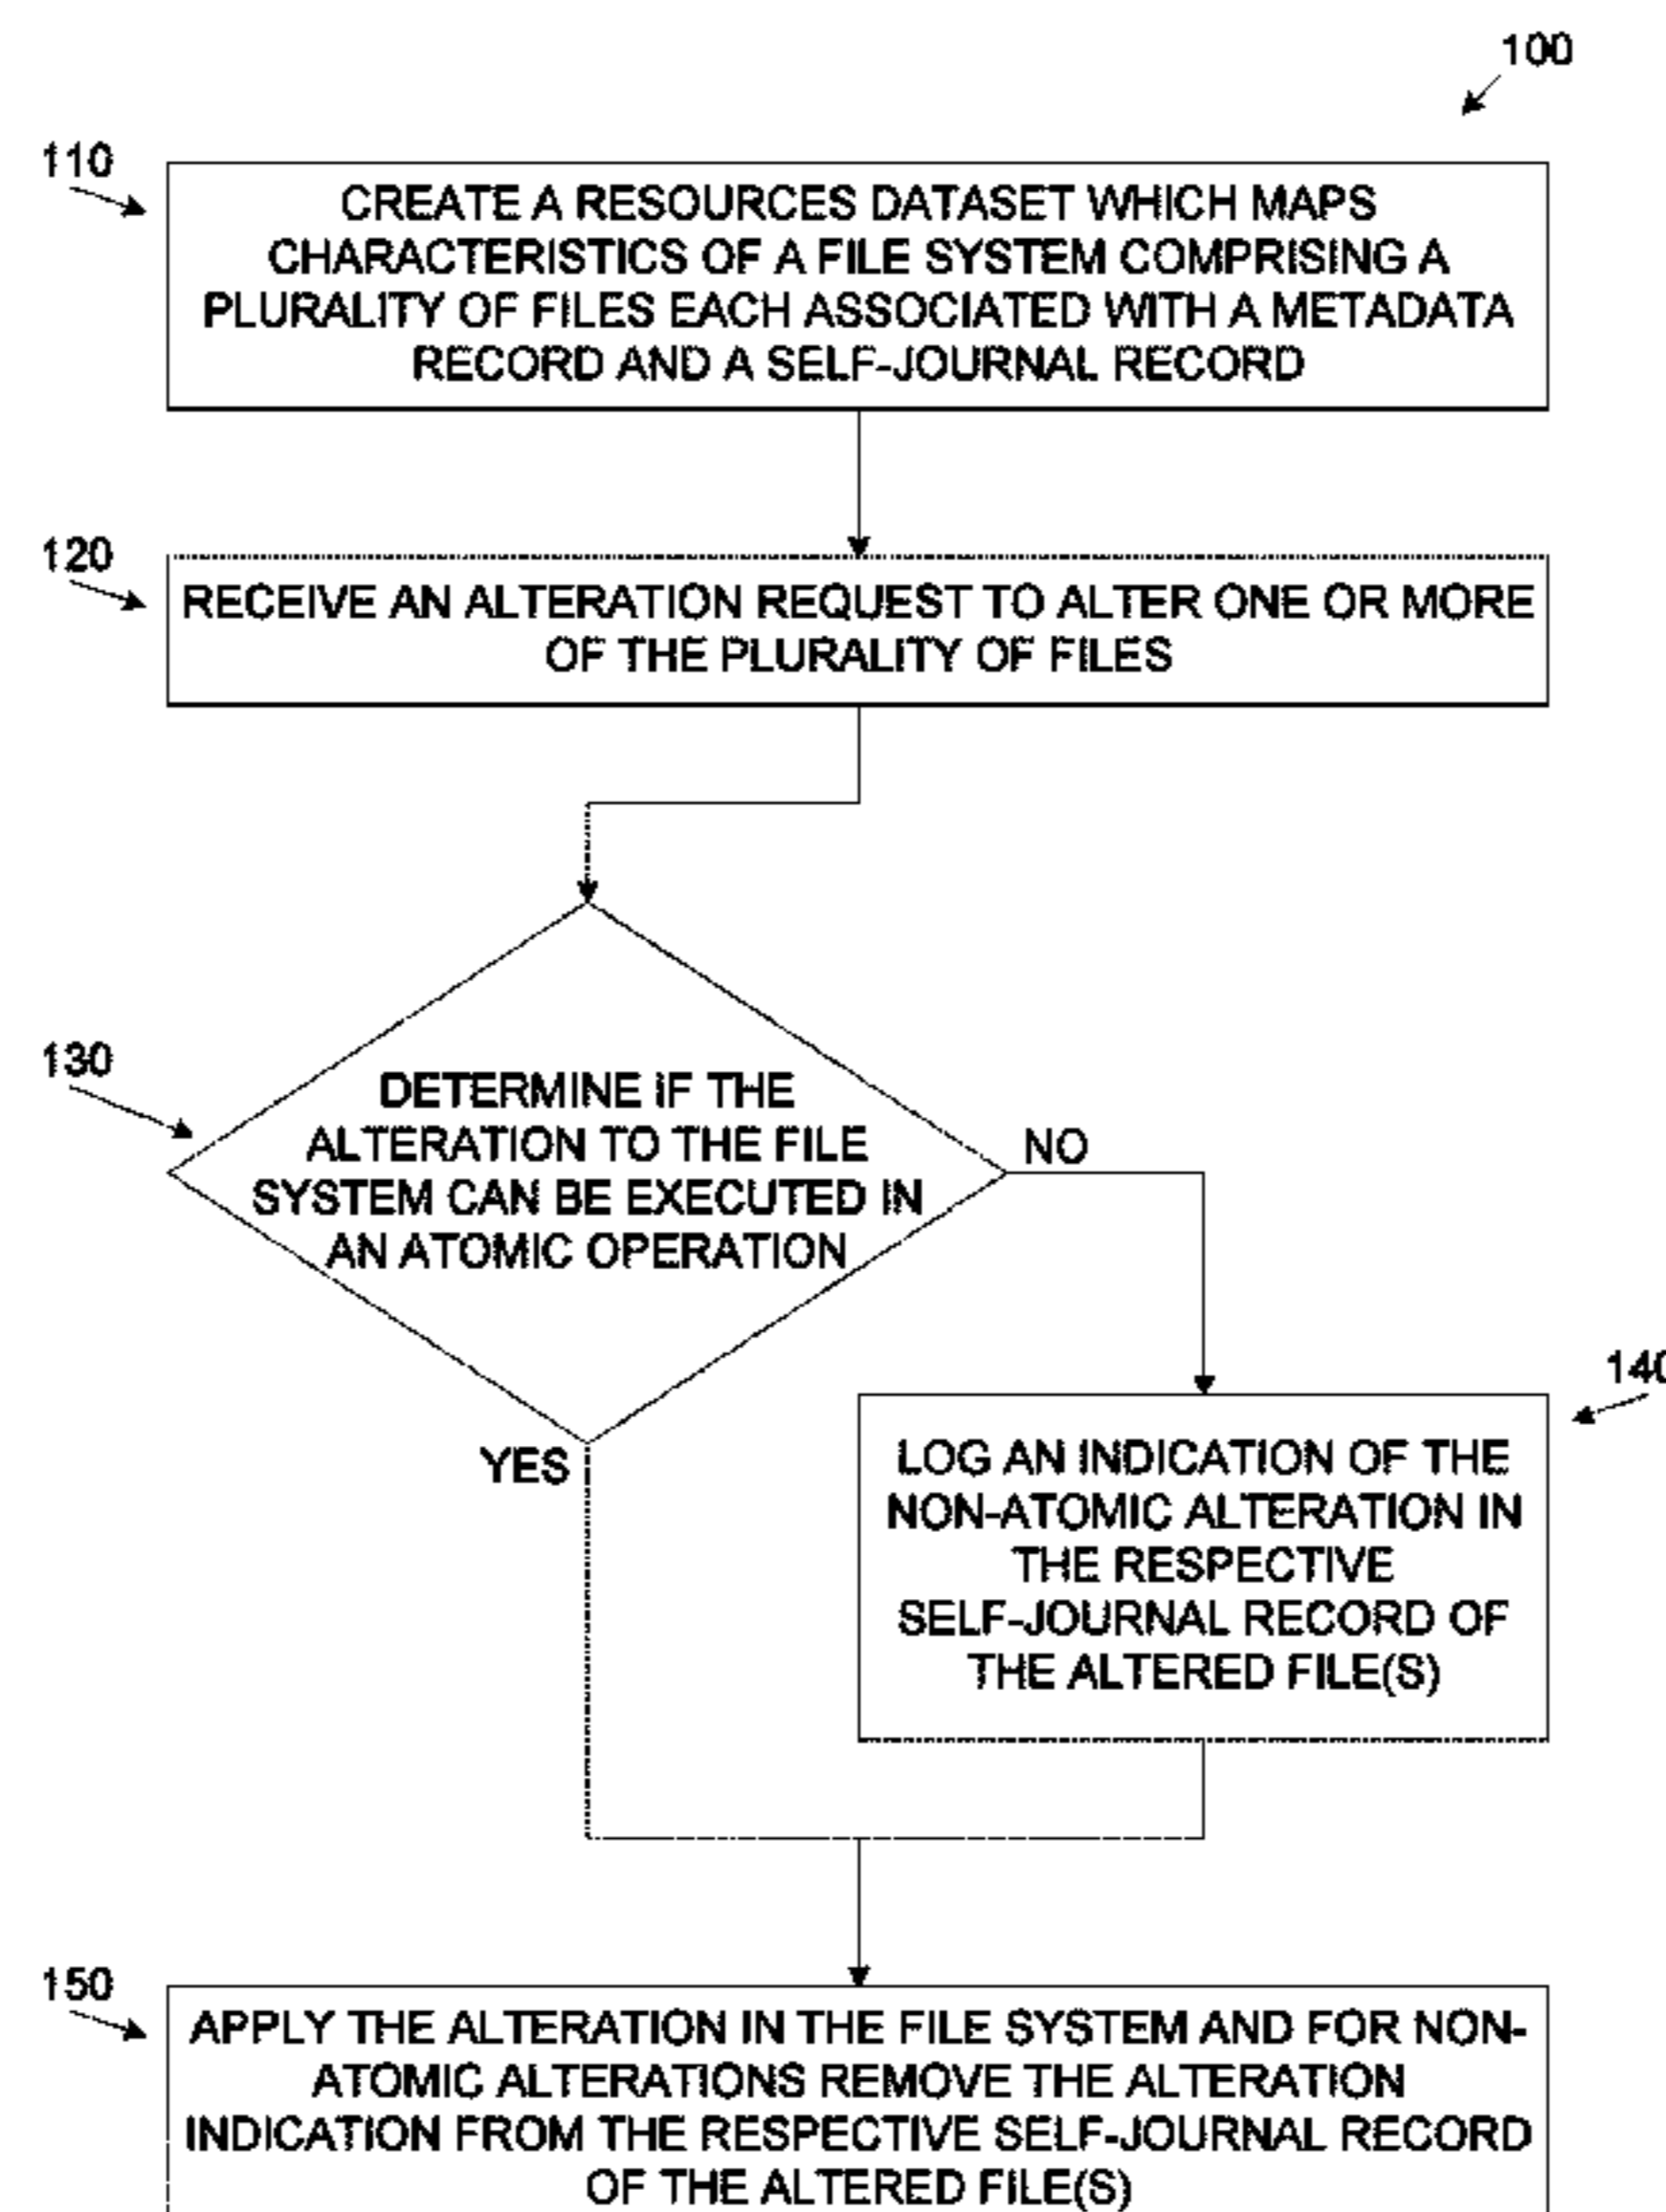 100
110
CREATE A RESOURCES DATASET WHICH MAPS
CHARACTERISTICS OF A FILE SYSTEM COMPRISING A
PLURALITY OF FILES EACH ASSOCIATED WITH A METADATA
RECORD AND A SELF-JOURNAL RECORD
120
RECEIVE AN ALTERATION REQUEST TO ALTER ONE OR MORE
OF THE PLURALITY OF FILES
130
DETERMINE IF THE
ALTERATION TO THE FILE
SYSTEM CAN BE EXECUTED IN
AN ATOMIC OPERATION
NO
YES
140
LOG AN INDICATION OF THE
NON-ATOMIC ALTERATION IN
THE RESPECTIVE
SELF-JOURNAL RECORD OF
THE ALTERED FILE(S)
150
APPLY THE ALTERATION IN THE FILE SYSTEM AND FOR NON-
ATOMIC ALTERATIONS REMOVE THE ALTERATION
INDICATION FROM THE RESPECTIVE SELF-JOURNAL RECORD
OF THE ALTERED FILE(S)